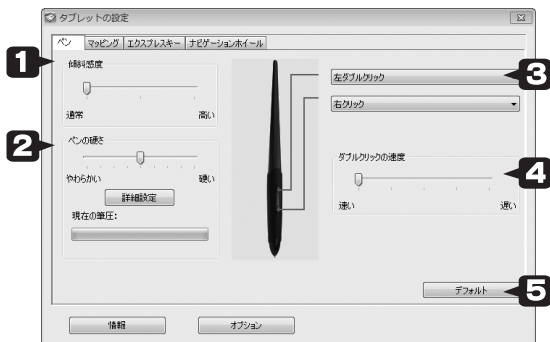 タブレットの設定
ペン マッピング エクスプレスキー ナビゲーションホイール
1
傾斜感度
通常 高い
2
ペンの硬さ
やわらかい 硬い
詳細設定
現在の筆圧:
左ダブルクリック
3
右クリック
ダブルクリックの速度
4
速い 遅い
デフォルト
5
情報 オプション